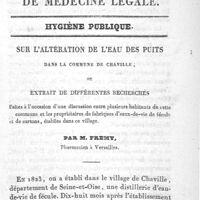 DE MÉDECINE LÉGALE.
HYGIÈNE PUBLIQUE.
SUR L'ALTÉRATION DE L'EAU DES PUITS
DANS LA COMMUNE DE CHAVILLE,
OU
EXTRAIT DE DIFFÉRENTES RECHERCHES
Faites à l'occasion d'une discussion entre plusieurs habitants de cette
commune et les propriétaires de fabriques d'eaux-de-vie de fécule
et de garance, établies dans ce village.
PAR M. FREMY,
Pharmacien à Versailles.
EN 1823, on a établi dans le village de Chaville,
département de Seine-et-Oise, une distillerie d'eau-
de-vie de fécule. Dix-huit mois après l'établissement